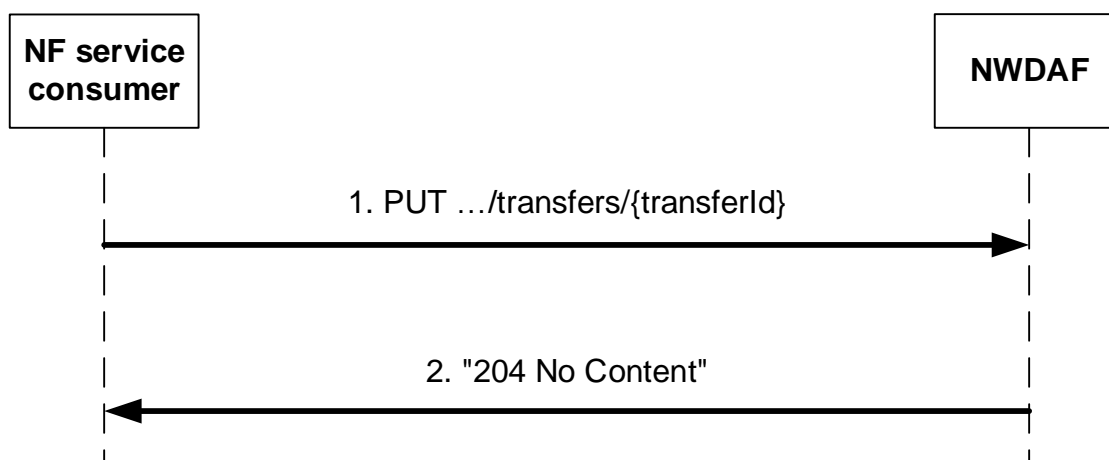 NF service
consumer
NWDAF
1. PUT …/transfers/{transferId}
2. "204 No Content"